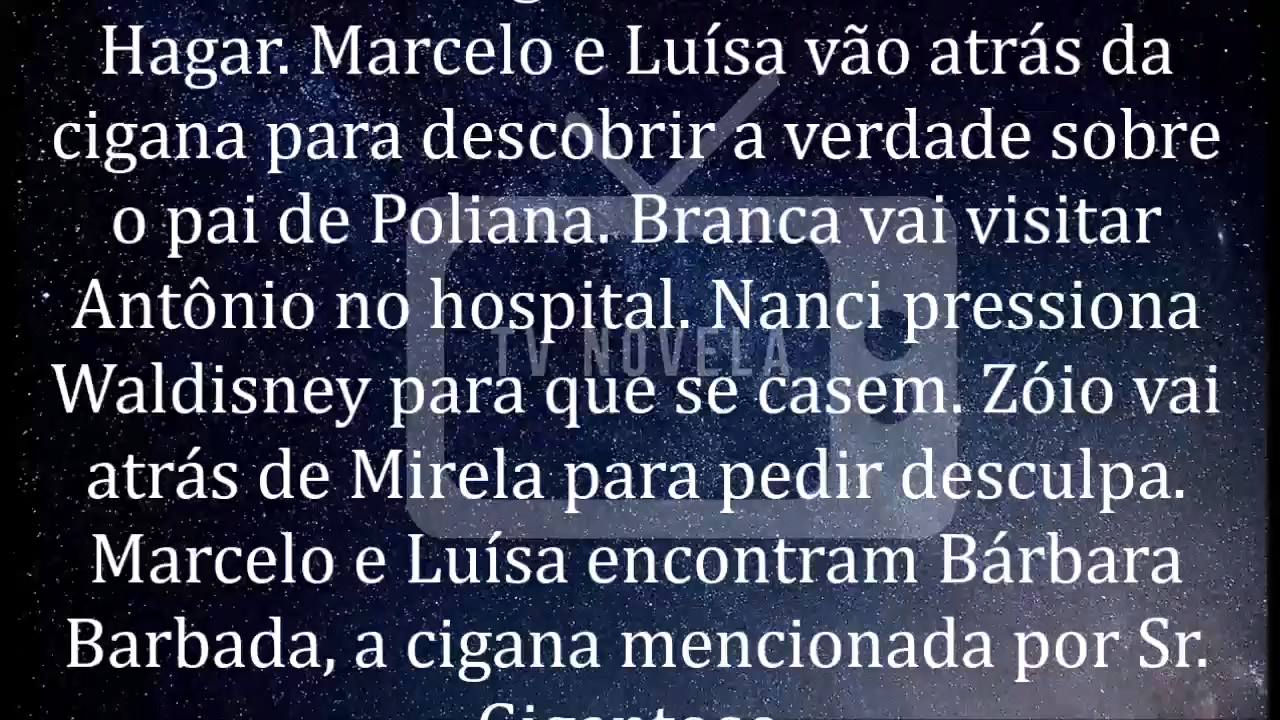 Hagar. Marcelo e Luísa vão atrás da
cigana para descobrir a verdade sobre
o pai de Poliana. Branca vai visitar
Antônio no hospital. Nanci pressiona
TV NOVELA
Waldisney para que se casem. Zóio vai
atrás de Mirela para pedir desculpa.
Marcelo e Luísa encontram Bárbara
Barbada, a cigana mencionada por Sr.